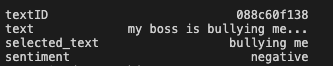 textID 088c60f138
text my boss is bullying me...
selected_text bullying me
sentiment negative